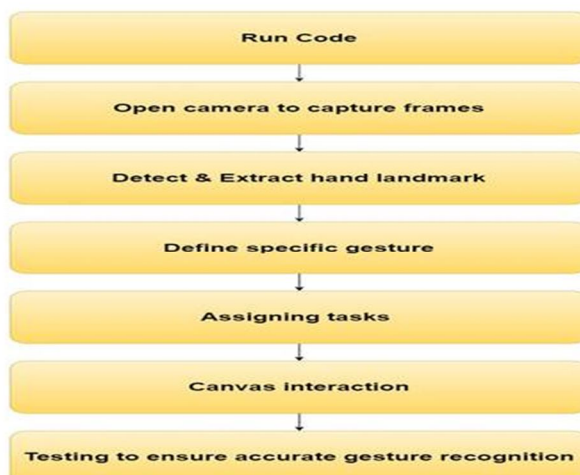 Run Code
Open camera to capture frames
Detect & Extract hand landmark
Define specific gesture
Assigning tasks
Canvas interaction
Testing to ensure accurate gesture recognition